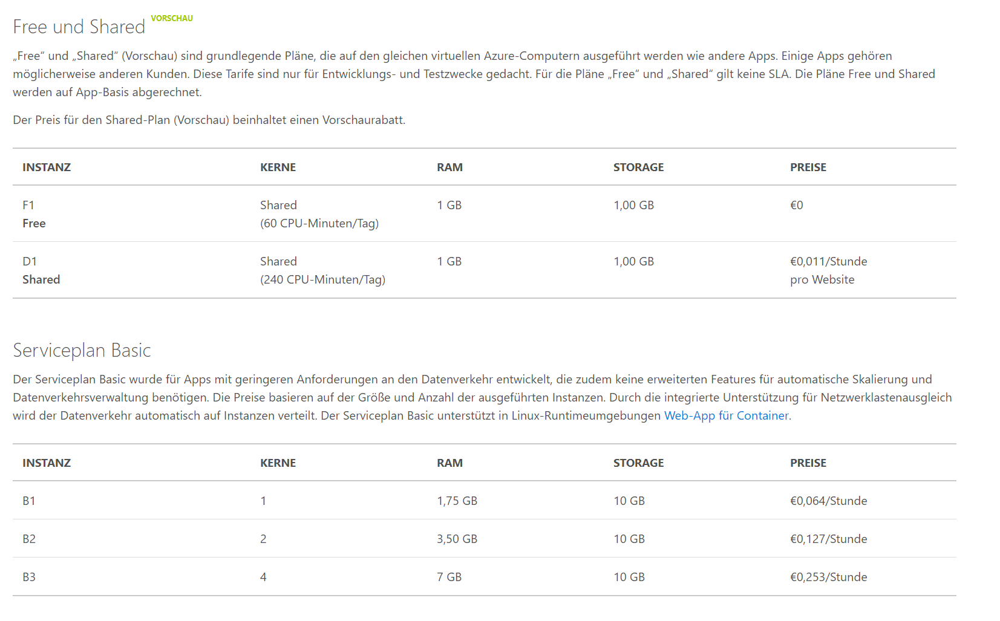 Free und Shared VORSCHAU
„Free“ und „Shared“ (Vorschau) sind grundlegende Pläne, die auf den gleichen virtuellen Azure-Computern ausgeführt werden wie andere Apps. Einige Apps gehören
möglicherweise anderen Kunden. Diese Tarife sind nur für Entwicklungs- und Testzwecke gedacht. Für die Pläne „Free“ und „Shared“ gilt keine SLA. Die Pläne Free und Shared
werden auf App-Basis abgerechnet.
Der Preis für den Shared-Plan (Vorschau) beinhaltet einen Vorschaurabatt.
INSTANZ KERNE RAM STORAGE PREISE
F1 Shared 1 GB 1,00 GB €0
Free (60 CPU-Minuten/Tag)
D1 Shared 1 GB 1,00 GB €0,011/Stunde
Shared (240 CPU-Minuten/Tag) pro Website
Serviceplan Basic
Der Serviceplan Basic wurde für Apps mit geringeren Anforderungen an den Datenverkehr entwickelt, die zudem keine erweiterten Features für automatische Skalierung und
Datenverkehrsverwaltung benötigen. Die Preise basieren auf der Größe und Anzahl der ausgeführten Instanzen. Durch die integrierte Unterstützung für Netzwerklastenausgleich
wird der Datenverkehr automatisch auf Instanzen verteilt. Der Serviceplan Basic unterstützt in Linux-Runtimeumgebungen Web-App für Container.
INSTANZ KERNE RAM STORAGE PREISE
B1 1 1,75 GB 10 GB €0,064/Stunde
B2 2 3,50 GB 10 GB €0,127/Stunde
B3 4 7 GB 10 GB €0,253/Stunde